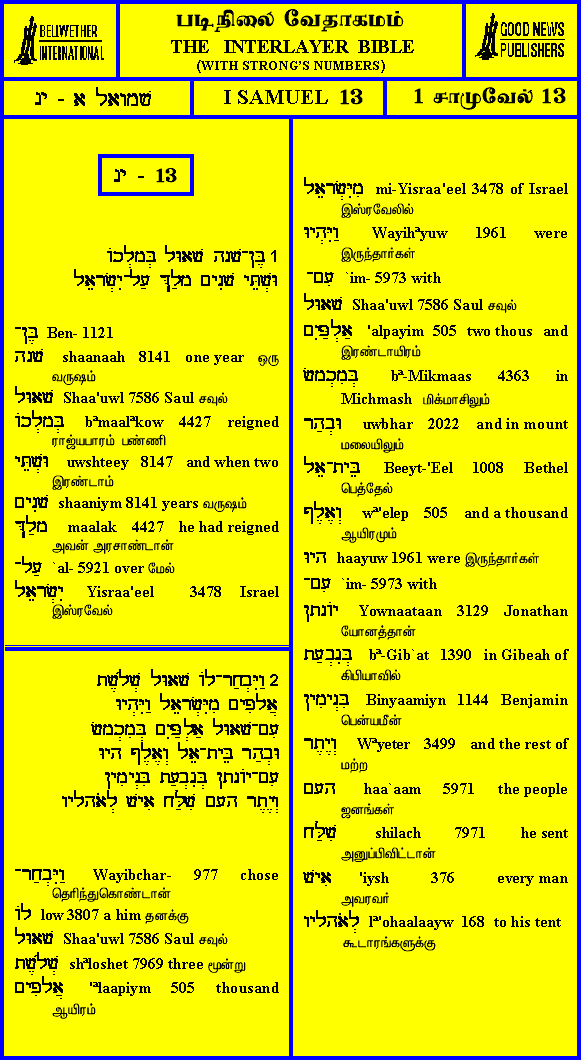 BELLWETHER
INTERNATIONAL
படிநிலை வேதாகமம்
THE INTERLAYER BIBLE
(WITH STRONG'S NUMBERS)
GOOD NEWS
PUBLISHERS
שמואל א - יג
I SAMUEL 13
1 சாமுவேல் 13
יג - 13
1 בֶּן־שָׁנָה שָׁאוּל בְּמָלְכוֹ
וּשְׁתֵּי שָׁנִים מָלַךְ עַל־יִשְׂרָאֵל
בֶּן־ Ben- 1121
שָׁנָה shaanaah 8141 one year ஒரு
வருஷம்
שָׁאוּל Shaa'uwl 7586 Saul சவுல்
בְּמָלְכוֹ bªmaalªkow 4427 reigned
ராஜ்யபாரம் பண்ணி
וּשְׁתֵּי uwshteey 8147 and when two
இரண்டாம்
שָׁנִים shaaniym 8141 years வருஷம்
מָלַךְ maalak 4427 he had reigned
அவன் அரசாண்டான்
עַל־ `al- 5921 over மேல்
יִשְׂרָאֵל Yisraa'eel 3478 Israel
இஸ்ரவேல்
2 וַיִּבְחַר־לוֹ שָׁאוּל שְׁלֹשֶׁת
אֲלָפִים מִיִּשְׂרָאֵל וַיִּהְיוּ
עִם־שָׁאוּל אַלְפַּיִם בְּמִכְמָשׂ
וּבְהַר בֵּית־אֵל וְאֶלֶף הָיוּ
עִם־יוֹנָתָן בְּגִבְעַת בִּנְיָמִין
וְיֶתֶר הָעָם שִׁלַּח אִישׁ לְאֹהָלָיו
וַיִּבְחַר־ Wayibchar- 977 chose
தெரிந்துகொண்டான்
לוֹ low 3807 a him தனக்கு
שָׁאוּל Shaa'uwl 7586 Saul சவுல்
שְׁלֹשֶׁת shªloshet 7969 three மூன்று
אֲלָפִים 'ªlaapiym 505 thousand
ஆயிரம்
מִיִּשְׂרָאֵל mi-Yisraa'eel 3478 of Israel
இஸ்ரவேலில்
וַיִּהְיוּ Wayihªyuw 1961 were
இருந்தார்கள்
עִם־ `im- 5973 with
שָׁאוּל Shaa'uwl 7586 Saul சவுல்
אַלְפַּיִם 'alpayim 505 two thous and
இரண்டாயிரம்
בְּמִכְמָשׂ bª-Mikmaas 4363 in
Michmash மிக்மாசிலும்
וּבְהַר uwbhar 2022 and in mount
மலையிலும்
בֵּית־אֵל Beeyt-'Eel 1008 Bethel
பெத்தேல்
וְאֶלֶף wª'elep 505 and a thousand
ஆயிரமும்
הָיוּ haayuw 1961 were இருந்தார்கள்
עִם־ `im- 5973 with
יוֹנָתָן Yownaataan 3129 Jonathan
யோனத்தான்
בְּגִבְעַת bª-Gib`at 1390 in Gibeah of
கிபியாவில்
בִּנְיָמִין Binyaamiyn 1144 Benjamin
பென்யமீன்
וְיֶתֶר Wªyeter 3499 and the rest of
மற்ற
הָעָם haa`aam 5971 the people
ஜனங்கள்
שִׁלַּח shilach 7971 he sent
அனுப்பிவிட்டான்
אִישׁ 'iysh 376 every man
அவரவர்
לְאֹהָלָיו lª'ohaalaayw 168 to his tent
கூடாரங்களுக்கு